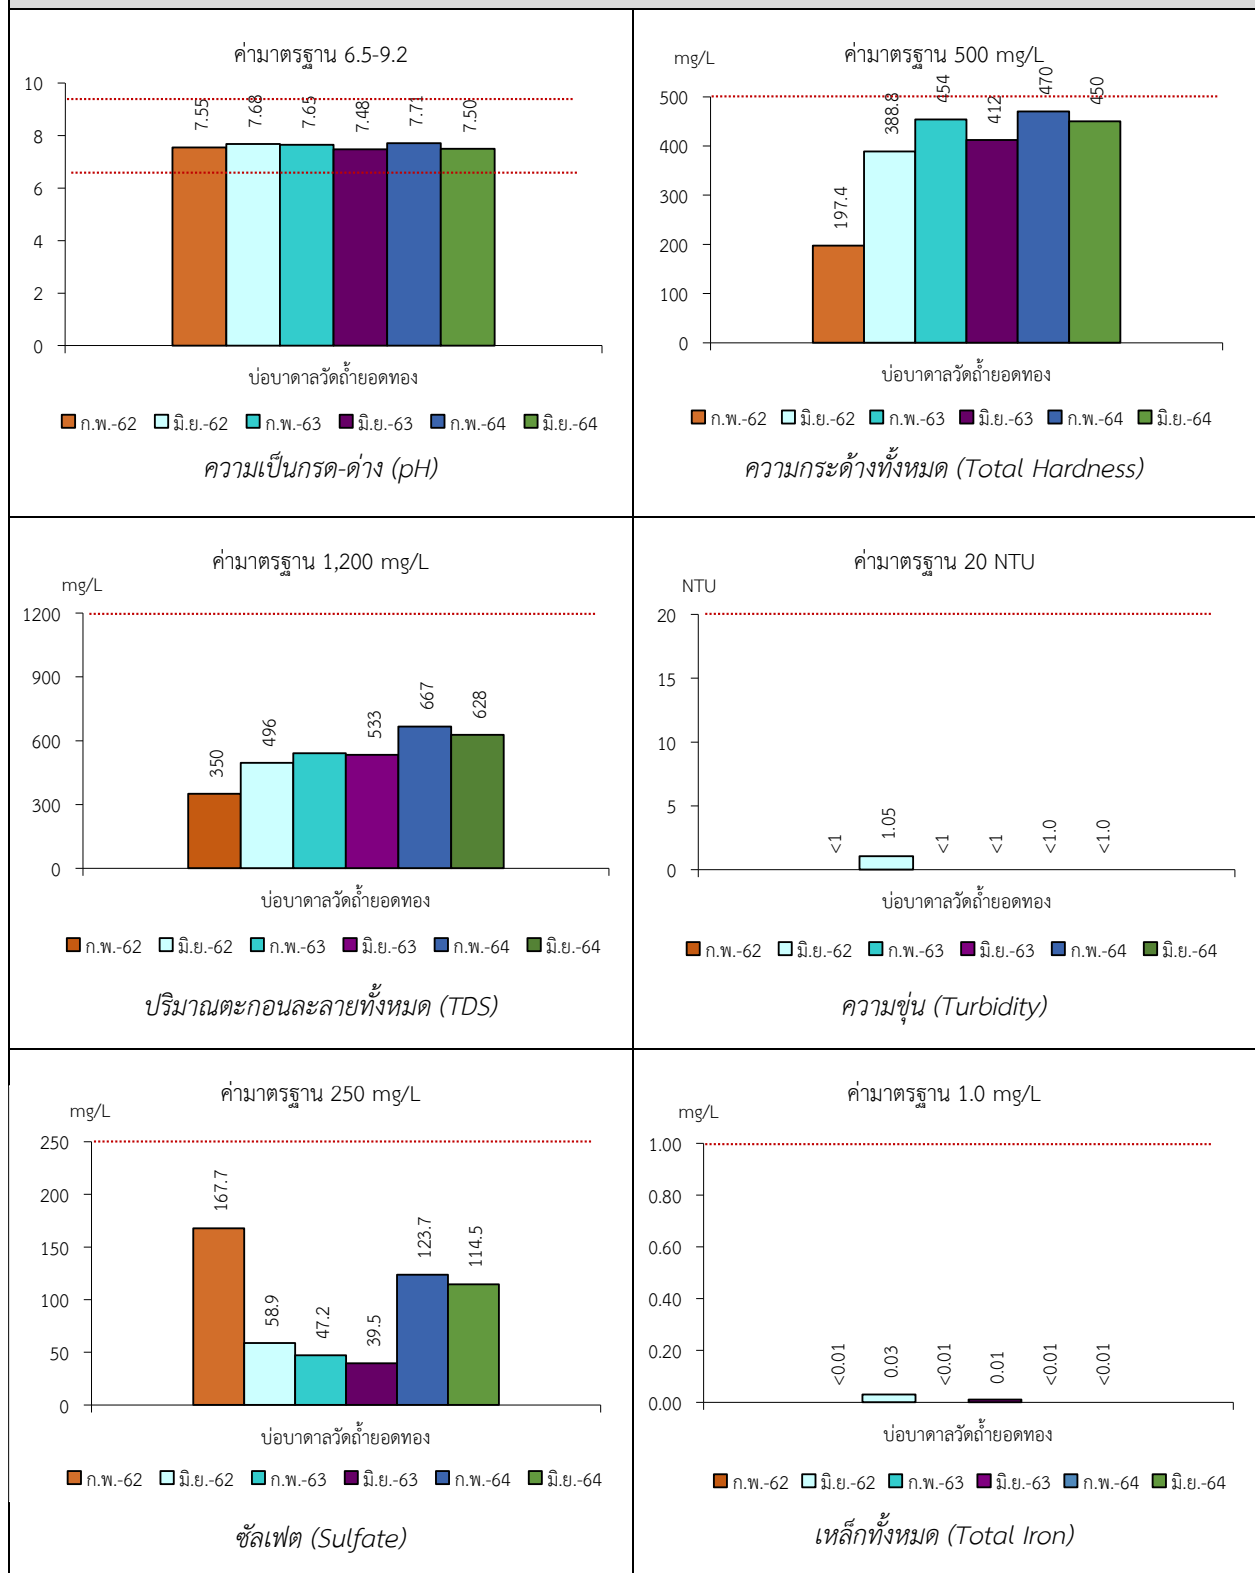 ค่ามาตรฐาน 6.5-9.2
10
8
6
4
2
0
7.55
7.68
7.65
7.48
7.71
7.50
บ่อบาดาลวัดถ้ำยอดทอง
ก.พ.-62 มิ.ย.-62 ก.พ.-63 มิ.ย.-63 ก.พ.-64 มิ.ย.-64
ความเป็นกรด-ด่าง (pH)
ค่ามาตรฐาน 500 mg/L
mg/L
500
400
300
200
100
0
197.4
388.8
454
412
470
450
บ่อบาดาลวัดถ้ำยอดทอง
ก.พ.-62 มิ.ย.-62 ก.พ.-63 มิ.ย.-63 ก.พ.-64 มิ.ย.-64
ความกระด้างทั้งหมด (Total Hardness)
ค่ามาตรฐาน 1,200 mg/L
mg/L
1200
900
600
300
0
350
496
533
667
628
บ่อบาดาลวัดถ้ำยอดทอง
ก.พ.-62 มิ.ย.-62 ก.พ.-63 มิ.ย.-63 ก.พ.-64 มิ.ย.-64
ปริมาณตะกอนละลายทั้งหมด (TDS)
ค่ามาตรฐาน 20 NTU
NTU
20
15
10
5
0
<1
1.05
<1
<1
<1.0
<1.0
บ่อบาดาลวัดถ้ำยอดทอง
ก.พ.-62 มิ.ย.-62 ก.พ.-63 มิ.ย.-63 ก.พ.-64 มิ.ย.-64
ความขุ่น (Turbidity)
ค่ามาตรฐาน 250 mg/L
mg/L
250
200
150
100
50
0
167.7
58.9
47.2
39.5
123.7
114.5
บ่อบาดาลวัดถ้ำยอดทอง
ก.พ.-62 มิ.ย.-62 ก.พ.-63 มิ.ย.-63 ก.พ.-64 มิ.ย.-64
ซัลเฟต (Sulfate)
ค่ามาตรฐาน 1.0 mg/L
mg/L
1.00
0.80
0.60
0.40
0.20
0.00
<0.01
0.03
<0.01
0.01
<0.01
<0.01
บ่อบาดาลวัดถ้ำยอดทอง
ก.พ.-62 มิ.ย.-62 ก.พ.-63 มิ.ย.-63 ก.พ.-64 มิ.ย.-64
เหล็กทั้งหมด (Total Iron)